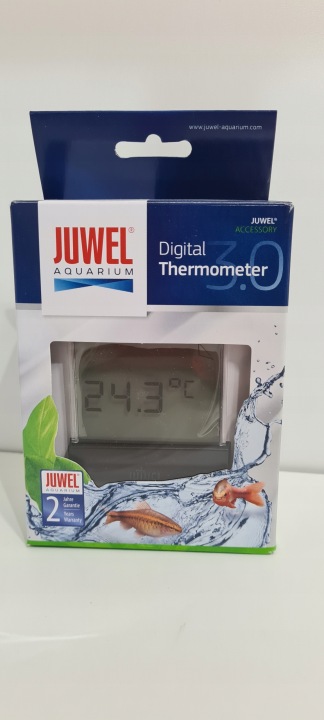 www.juwel-aquarium.com
JUWEL®
ACCESSORY
JUWEL®
AQUARIUM
Digital
Thermometer
3.0
24.3°C
JUWEL
JUWEL
AQUARIUM
2
Jahre
Garantie
Years
Warranty